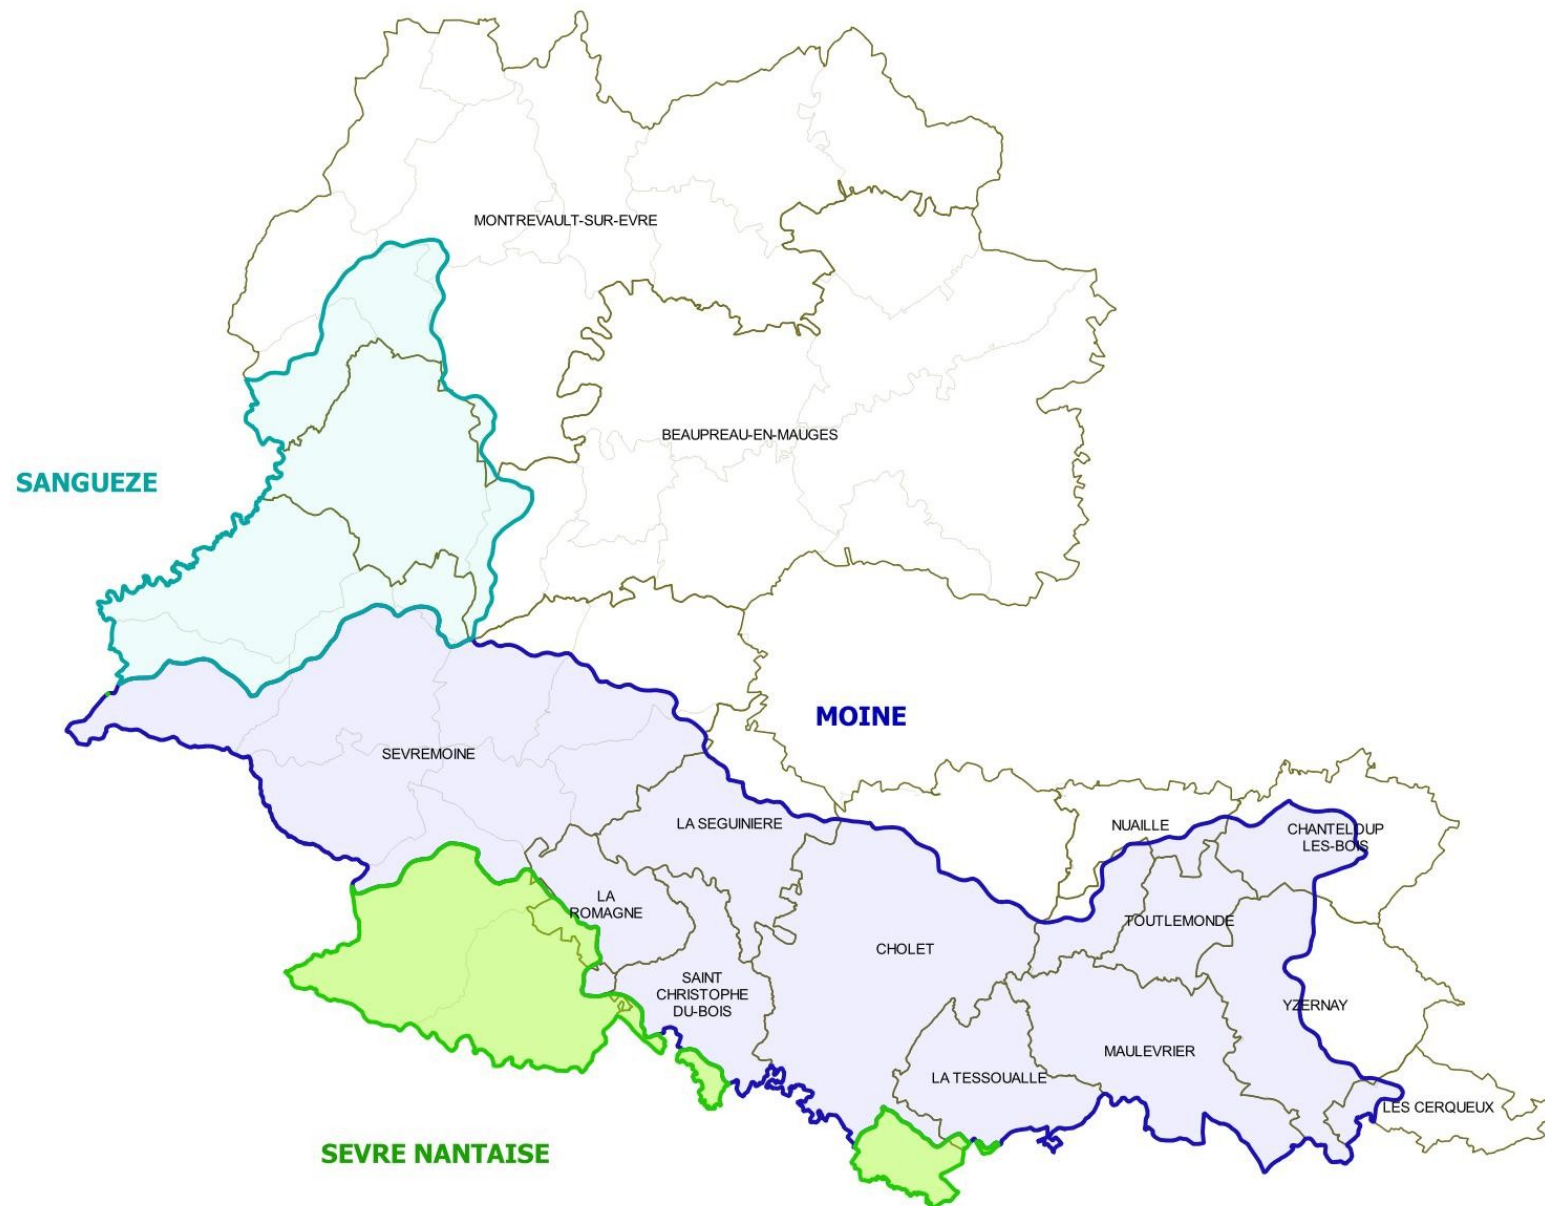 MONTREVAULT-SUR-EVRE
BEAUPREAU-EN-MAUGES
SANGUEZE
MOINE
SEVREMOINE
LA SEGUINIERE
NUAILLE
CHANTELOUP
LES-BOIS
LA
ROMAGNE
TOUTLEMONDE
CHOLET
SAINT
CHRISTOPHE
DU-BOIS
YZERNAY
MAULEVRIER
LA TESSOUALLE
LES CERQUEUX
SEVRE NANTAISE